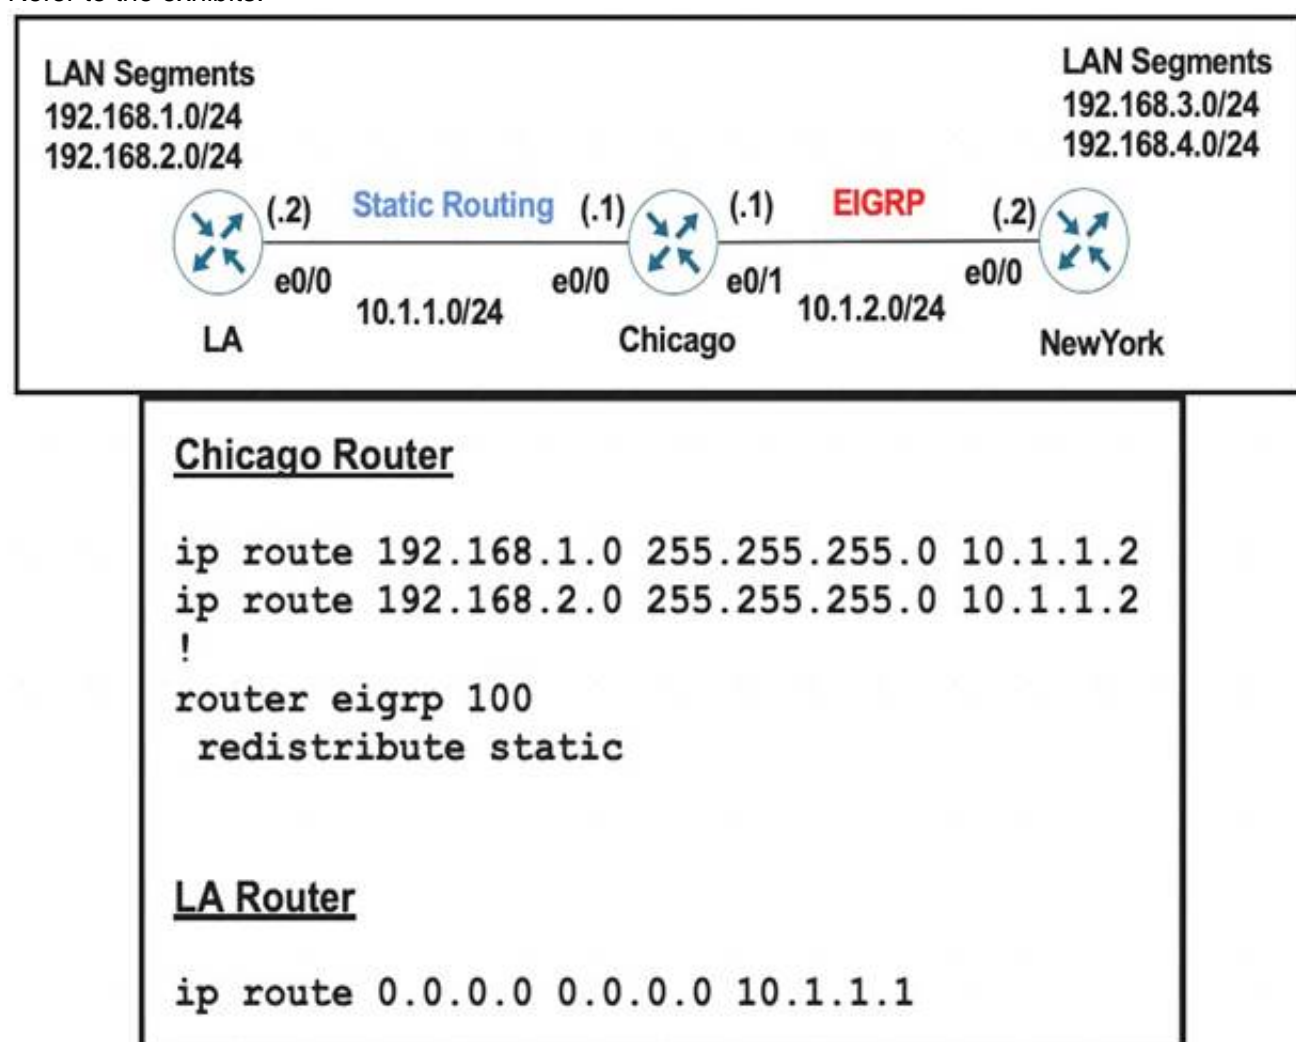 Refer to the exhibits.
LAN Segments
192.168.1.0/24
192.168.2.0/24
LAN Segments
192.168.3.0/24
192.168.4.0/24
(.2) Static Routing (.1) (.1) EIGRP (.2)
e0/0 e0/0 e0/1 e0/0
10.1.1.0/24 10.1.2.0/24
LA Chicago NewYork
Chicago Router
ip route 192.168.1.0 255.255.255.0 10.1.1.2
ip route 192.168.2.0 255.255.255.0 10.1.1.2
!
router eigrp 100
redistribute static
LA Router
ip route 0.0.0.0 0.0.0.0 10.1.1.1